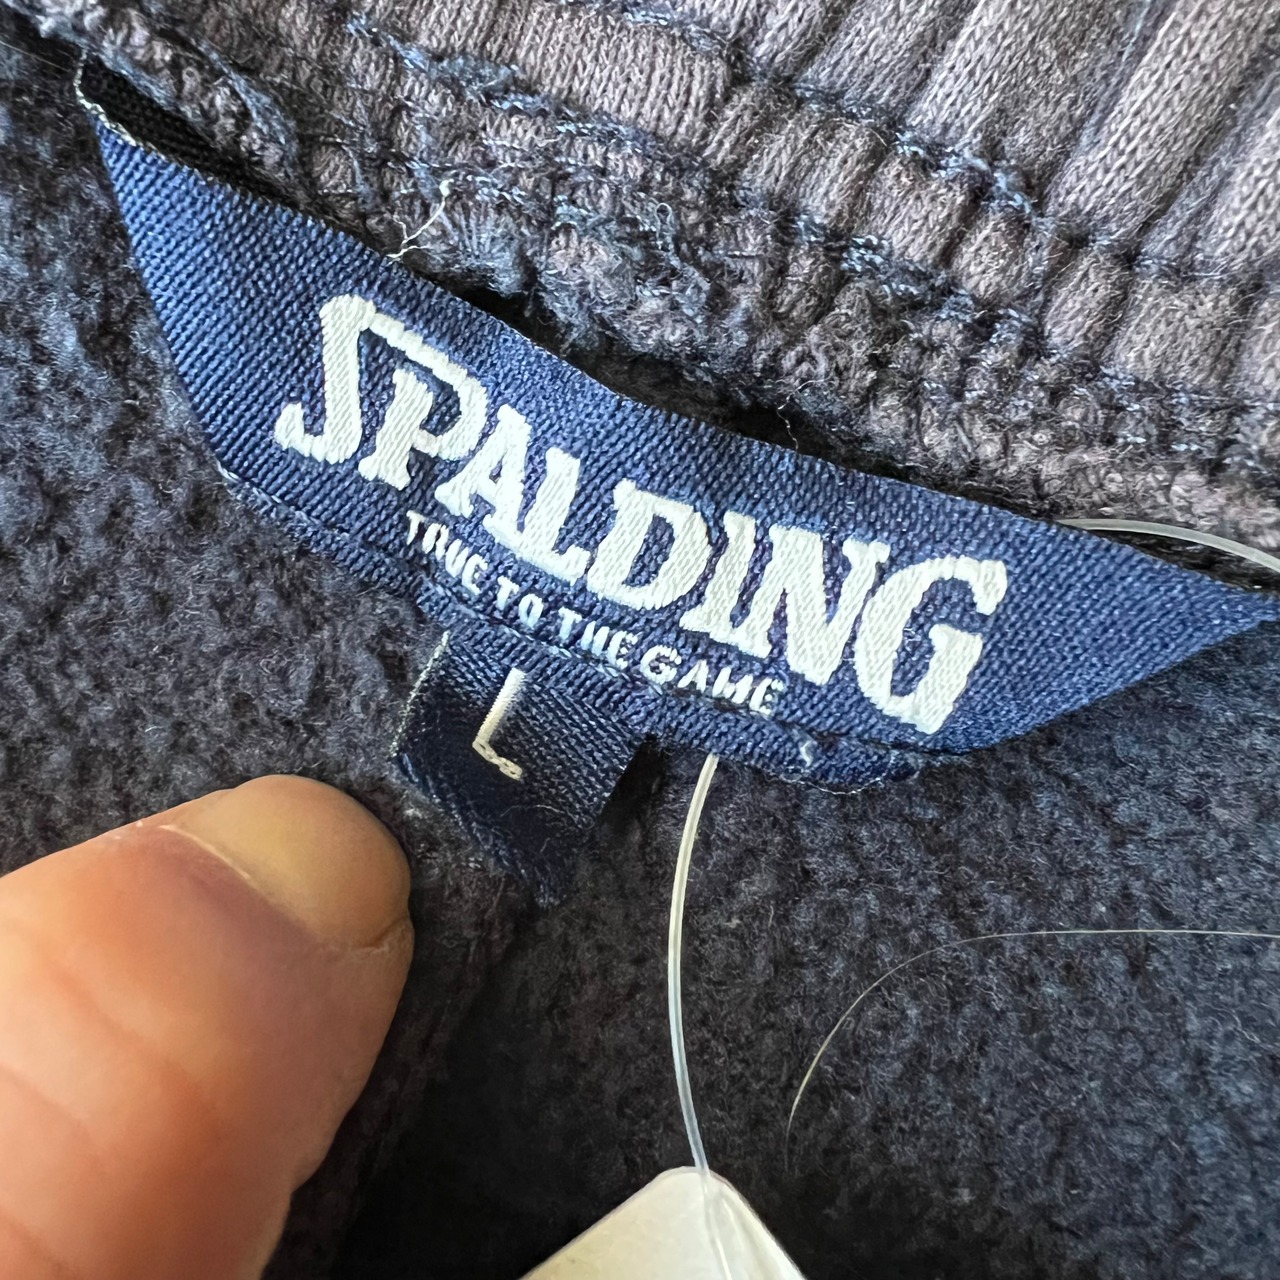 SPALDING
TRUE TO THE GAME
L